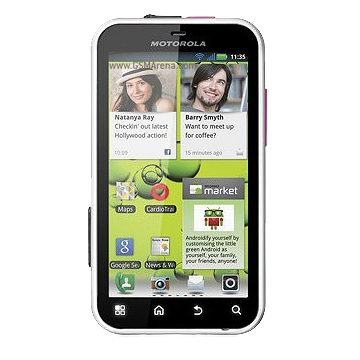 MOTOROLA
www.GSMArena.com
11:35
Natanya Ray
Checkin' out latest
Hollywood action!
Barry Smyth
Want to meet up
for coffee?
15 minutes ago
market
Maps
CardioTrai
Androidify yourself by
customising the little
green Android as
yourself, your family,
your friends, anyone!
Google Se
News & W